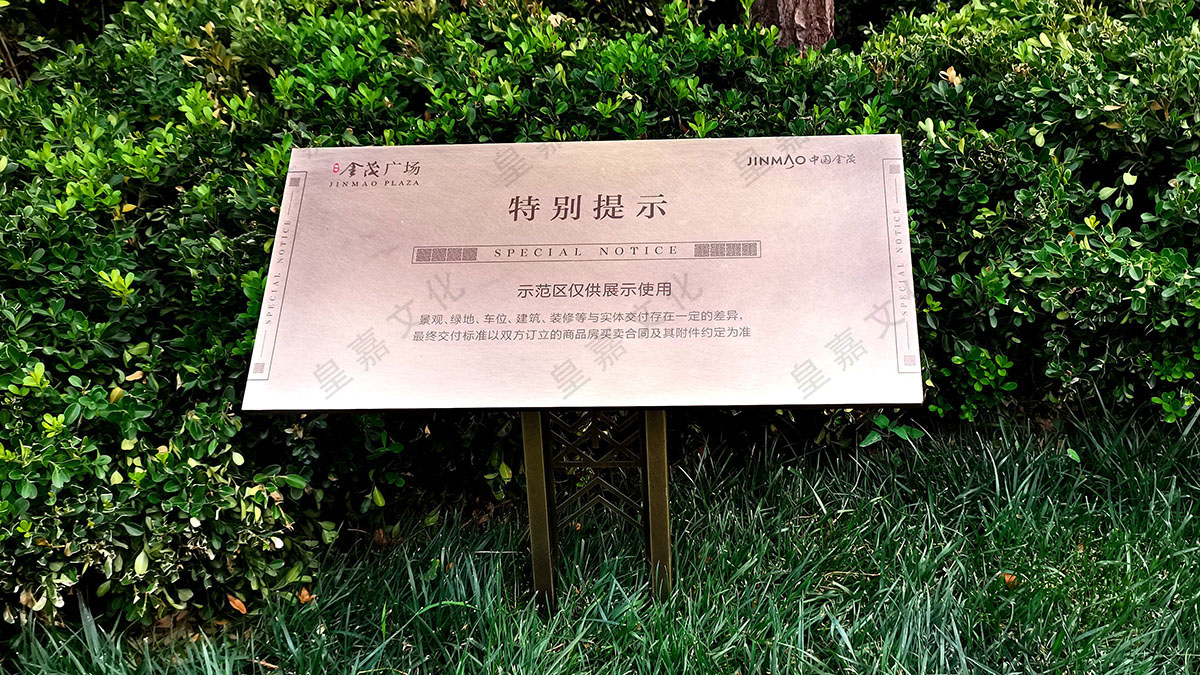 金茂广场
JINMAO PLAZA
JINMAO 中国金茂
特别提示
SPECIAL NOTICE
示范区仅供展示使用
景观、绿地、车位、建筑、装修等与实体交付存在一定的差异，
最终交付标准以双方订立的商品房买卖合同及其附件约定为准
SPECIAL NOTICE
SPECIAL NOTICE
皇嘉文化
皇嘉文化
皇嘉文化